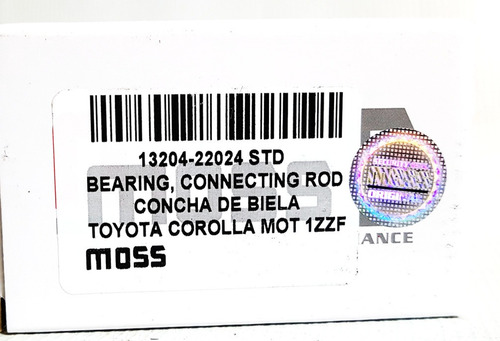 13204-22024 STD
BEARING, CONNECTING ROD
CONCHA DE BIELA
TOYOTA COROLLA MOT 1ZZF
moss
ANCE